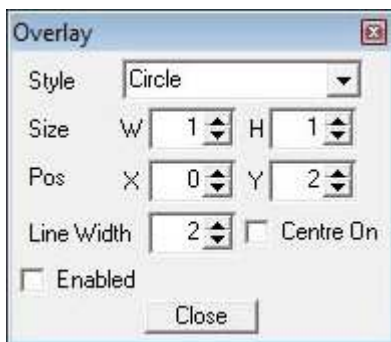 Overlay
Style Circle
Size W 1 H 1
Pos X 0 Y 2
Line Width 2 Centre On
Enabled
Close